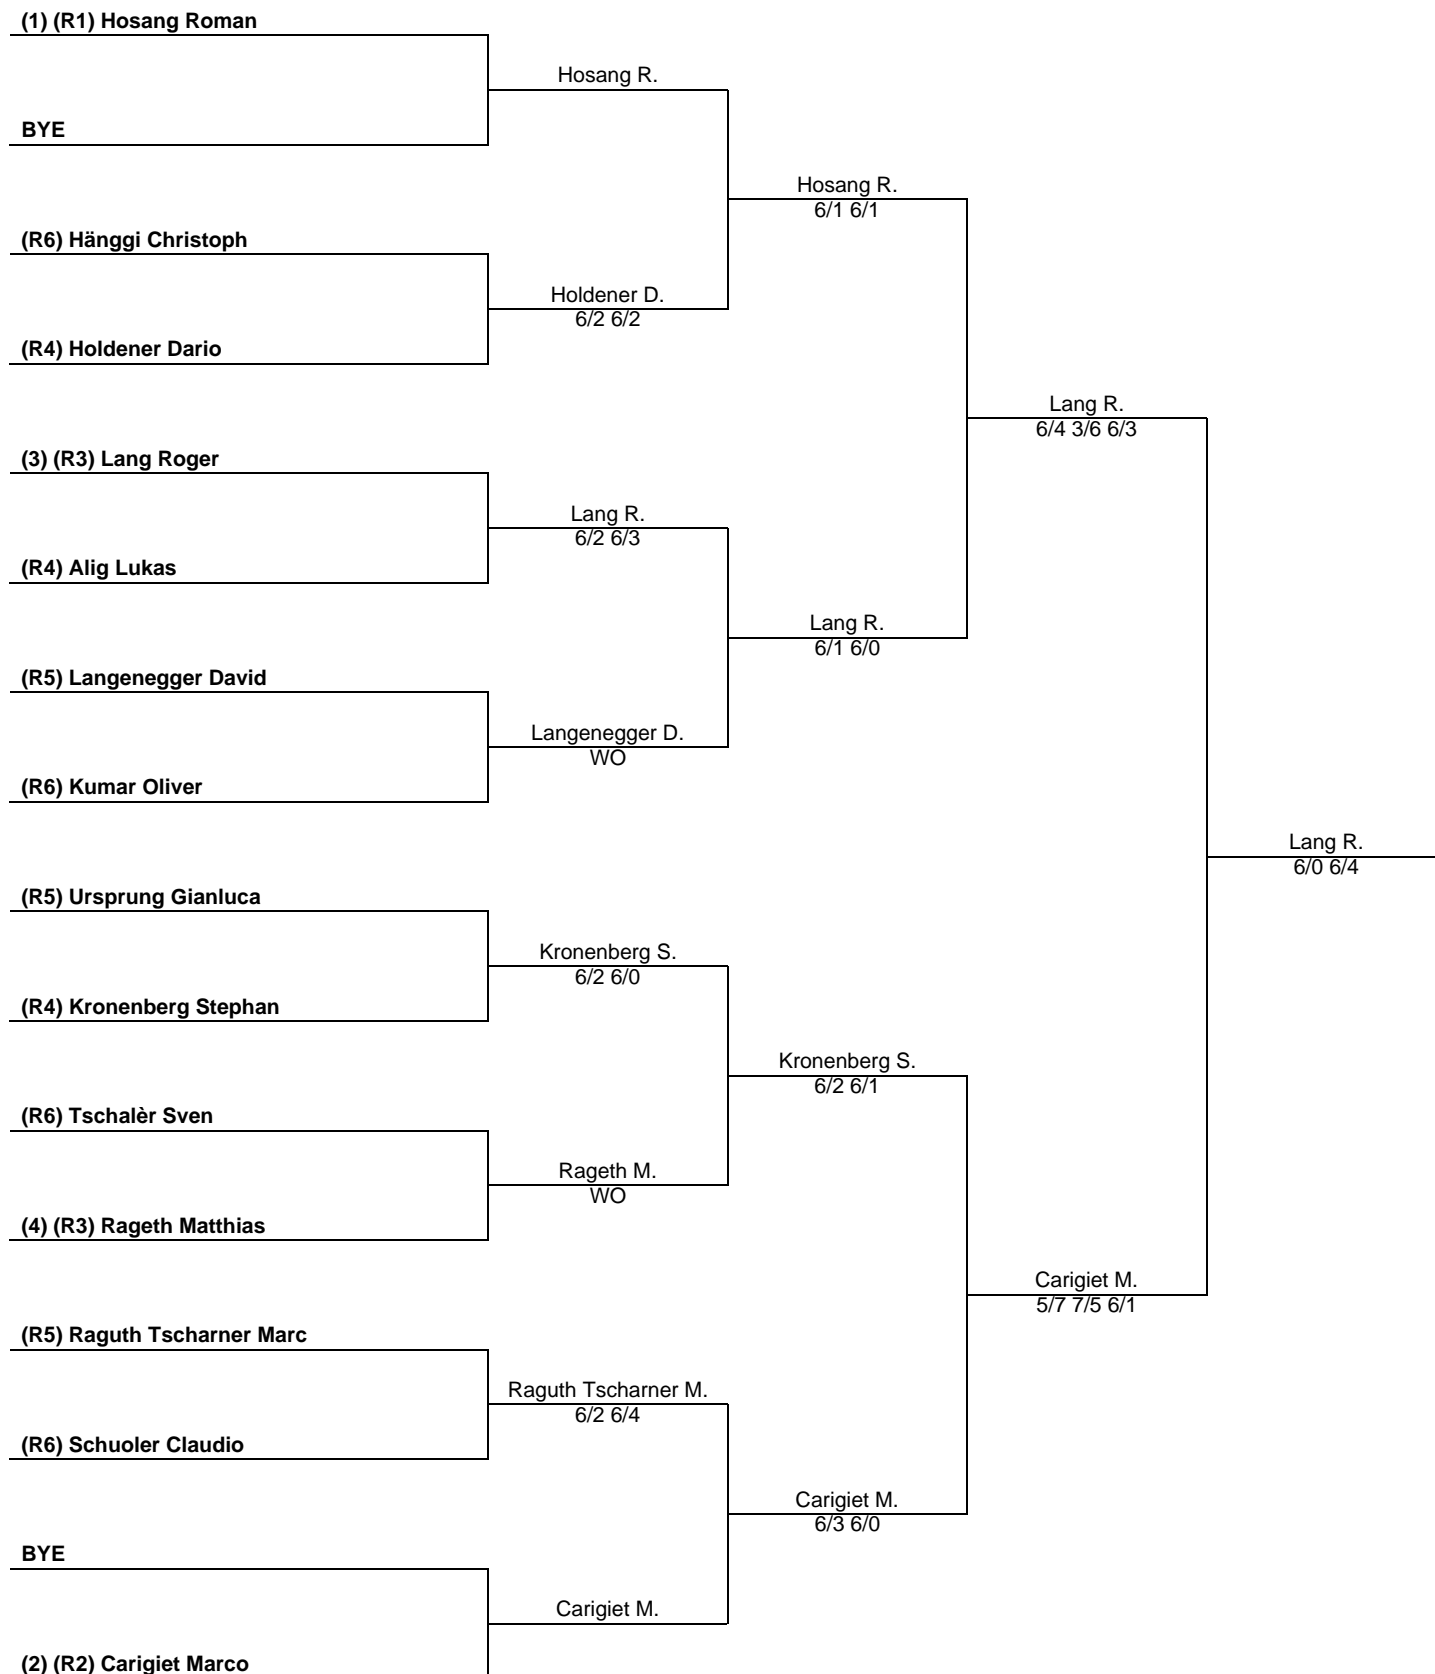 (1) (R1) Hosang Roman
Hosang R.
BYE
Hosang R.
6/1 6/1
(R6) Hänggi Christoph
Holdener D.
6/2 6/2
(R4) Holdener Dario
Lang R.
6/4 3/6 6/3
(3) (R3) Lang Roger
Lang R.
6/2 6/3
(R4) Alig Lukas
Lang R.
6/1 6/0
(R5) Langenegger David
Langenegger D.
WO
(R6) Kumar Oliver
Lang R.
6/0 6/4
(R5) Ursprung Gianluca
Kronenberg S.
6/2 6/0
(R4) Kronenberg Stephan
Kronenberg S.
6/2 6/1
(R6) Tschalèr Sven
Rageth M.
WO
(4) (R3) Rageth Matthias
Carigiet M.
5/7 7/5 6/1
(R5) Raguth Tscharner Marc
Raguth Tscharner M.
6/2 6/4
(R6) Schuoler Claudio
Carigiet M.
6/3 6/0
BYE
Carigiet M.
(2) (R2) Carigiet Marco